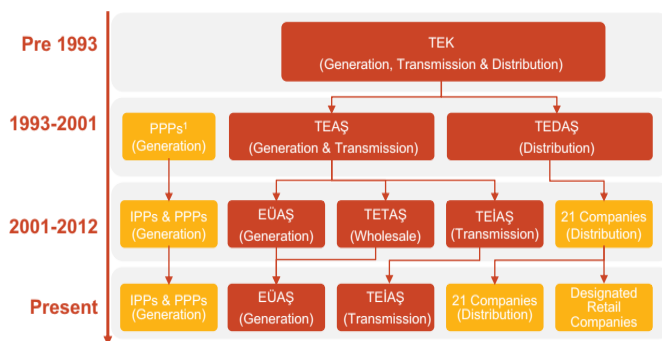 Pre 1993
TEK
(Generation, Transmission & Distribution)
1993-2001
PPPs¹
(Generation)
TEAŞ
(Generation & Transmission)
TEDAŞ
(Distribution)
2001-2012
IPPs & PPPs
(Generation)
EÜAŞ
(Generation)
TETAŞ
(Wholesale)
TEİAŞ
(Transmission)
21 Companies
(Distribution)
Present
IPPs & PPPs
(Generation)
EÜAŞ
(Generation)
TEİAŞ
(Transmission)
21 Companies
(Distribution)
Designated
Retail
Companies